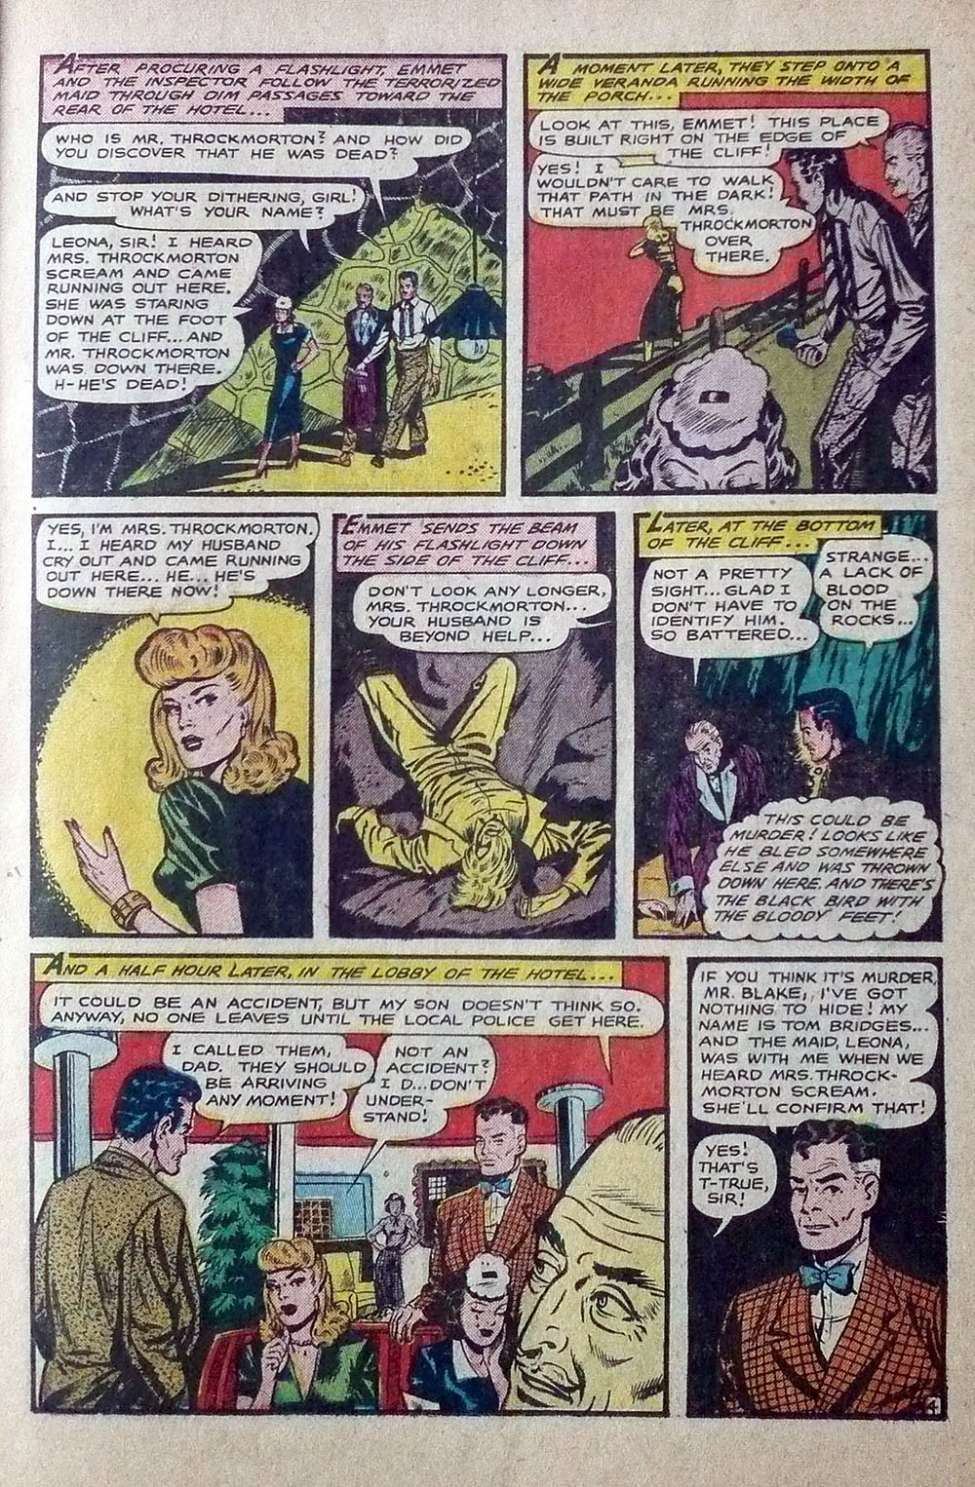 AFTER PROCURING A FLASHLIGHT, EMMET
AND THE INSPECTOR FOLLOW THE TERRORIZED
MAID THROUGH DIM PASSAGES TOWARD THE
REAR OF THE HOTEL...
WHO IS MR. THROCKMORTON? AND HOW DID
YOU DISCOVER THAT HE WAS DEAD?
AND STOP YOUR DITHERING, GIRL!
WHAT'S YOUR NAME?
LEONA, SIR! I HEARD
MRS. THROCKMORTON
SCREAM AND CAME
RUNNING OUT HERE.
SHE WAS STARING
DOWN AT THE FOOT
OF THE CLIFF... AND
MR. THROCKMORTON
WAS DOWN THERE.
H-HE'S DEAD!
A MOMENT LATER, THEY STEP ONTO A
WIDE VERANDA RUNNING THE WIDTH OF
THE PORCH...
LOOK AT THIS, EMMET! THIS PLACE
IS BUILT RIGHT ON THE EDGE OF
THE CLIFF!
YES! I
WOULDN'T CARE TO WALK
THAT PATH IN THE DARK!
THAT MUST BE MRS.
THROCKMORTON
OVER
THERE.
YES, I'M MRS. THROCKMORTON.
I... I HEARD MY HUSBAND
CRY OUT AND CAME RUNNING
OUT HERE... HE... HE'S
DOWN THERE NOW!
EMMET SENDS THE BEAM
OF HIS FLASHLIGHT DOWN
THE SIDE OF THE CLIFF...
DON'T LOOK ANY LONGER,
MRS. THROCKMORTON...
YOUR HUSBAND IS
BEYOND HELP...
LATER, AT THE BOTTOM
OF THE CLIFF...
NOT A PRETTY
SIGHT... GLAD I
DON'T HAVE TO
IDENTIFY HIM.
SO BATTERED...
STRANGE...
A LACK OF
BLOOD
ON THE
ROCKS...
THIS COULD BE
MURDER! LOOKS LIKE
HE BLED SOMEWHERE
ELSE AND WAS THROWN
DOWN HERE. AND THERE'S
THE BLACK BIRD WITH
THE BLOODY FEET!
AND A HALF HOUR LATER, IN THE LOBBY OF THE HOTEL...
IT COULD BE AN ACCIDENT, BUT MY SON DOESN'T THINK SO.
ANYWAY, NO ONE LEAVES UNTIL THE LOCAL POLICE GET HERE.
I CALLED THEM,
DAD. THEY SHOULD
BE ARRIVING
ANY MOMENT!
NOT AN
ACCIDENT?
I D...DON'T
UNDER-
STAND!
IF YOU THINK IT'S MURDER,
MR. BLAKE, I'VE GOT
NOTHING TO HIDE! MY
NAME IS TOM BRIDGES...
AND THE MAID, LEONA,
WAS WITH ME WHEN WE
HEARD MRS. THROCK-
MORTON SCREAM.
SHE'LL CONFIRM THAT!
YES!
THAT'S
T-TRUE,
SIR!
4